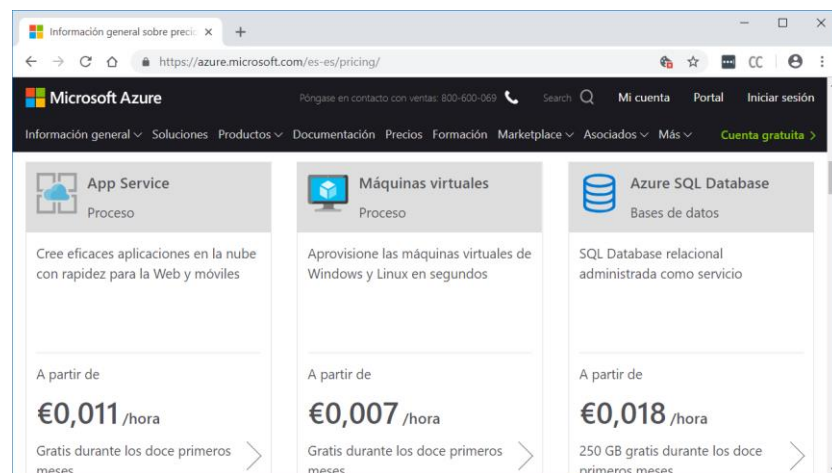 Información general sobre preci
https://azure.microsoft.com/es-es/pricing/
CC
Microsoft Azure
Póngase en contacto con ventas: 800-600-069
Search
Mi cuenta
Portal
Iniciar sesión
Información general
Soluciones
Productos
Documentación
Precios
Formación
Marketplace
Asociados
Más
Cuenta gratuita
App Service
Proceso
Cree eficaces aplicaciones en la nube
con rapidez para la Web y móviles
A partir de
€0,011 /hora
Gratis durante los doce primeros
meses
Máquinas virtuales
Proceso
Aprovisione las máquinas virtuales de
Windows y Linux en segundos
A partir de
€0,007 /hora
Gratis durante los doce primeros
meses
Azure SQL Database
Bases de datos
SQL Database relacional
administrada como servicio
A partir de
€0,018 /hora
250 GB gratis durante los doce
primeros meses